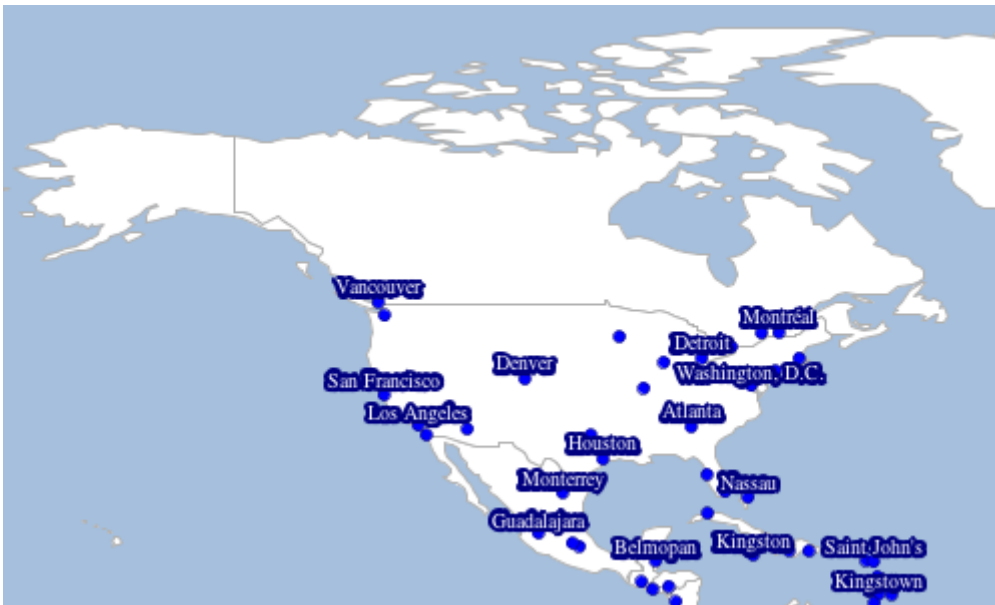 Vancouver
Montréal
Detroit
Denver
Washington, D.C.
San Francisco
Los Angeles
Atlanta
Houston
Monterrey
Nassau
Guadalajara
Kingston
Belmopan
Saint John's
Kingstown